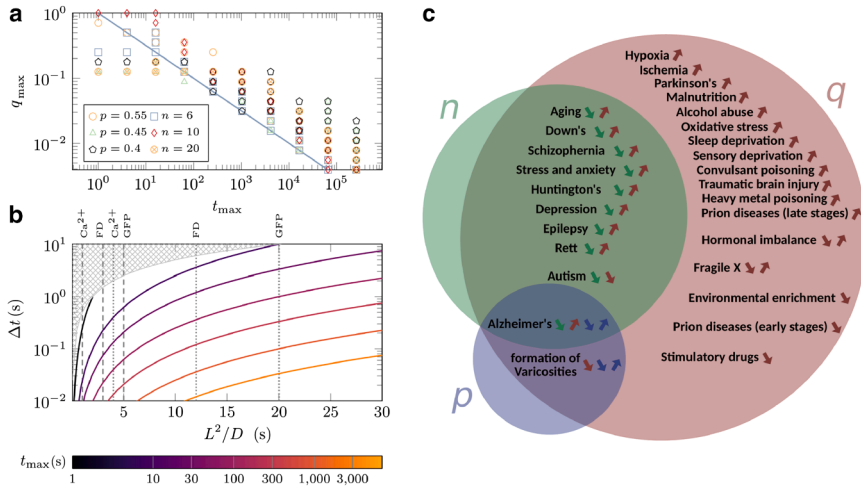 a
q_max
10^0
10^-1
10^-2
p = 0.55
n = 6
p = 0.45
n = 10
p = 0.4
n = 20
10^0 10^1 10^2 10^3 10^4 10^5
t_max
b
Ca^2+
FD
Ca^2+
GFP
FD
GFP
Δt (s)
10^1
10^0
10^-1
10^-2
5 10 15 20 25 30
L^2/D (s)
t_max(s)
1 10 30 100 300 1,000 3,000
c
n
q
p
Hypoxia
Ischemia
Parkinson's
Malnutrition
Alcohol abuse
Oxidative stress
Sleep deprivation
Sensory deprivation
Convulsant poisoning
Traumatic brain injury
Heavy metal poisoning
Prion diseases (late stages)
Hormonal imbalance
Fragile X
Environmental enrichment
Prion diseases (early stages)
Stimulatory drugs
Aging
Down's
Schizophernia
Stress and anxiety
Huntington's
Depression
Epilepsy
Rett
Autism
Alzheimer's
formation of
Varicosities